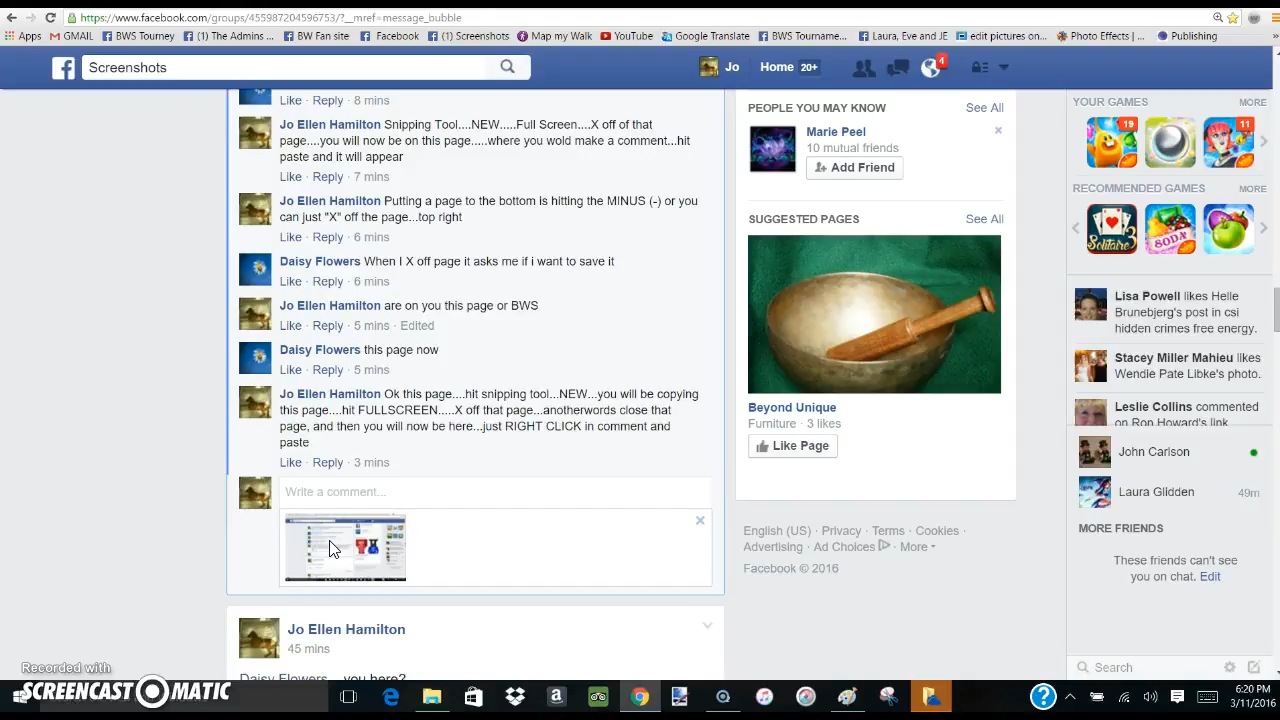 https://www.facebook.com/groups/455987204596753/?__mref=message_bubble
Apps GMAIL BWS Tourney (1) The Admins ... BW Fan site Facebook (1) Screenshots Map my Walk YouTube Google Translate BWS Tourname... Laura, Eve and JE edit pictures on... Photo Effects |... Publishing »
Screenshots
Jo Home 20+ 4
Like · Reply · 8 mins
Jo Ellen Hamilton Snipping Tool....NEW.....Full Screen....X off of that
page....you will now be on this page.....where you wold make a comment...hit
paste and it will appear
Like · Reply · 7 mins
Jo Ellen Hamilton Putting a page to the bottom is hitting the MINUS (-) or you
can just "X" off the page...top right
Like · Reply · 6 mins
Daisy Flowers When I X off page it asks me if i want to save it
Like · Reply · 6 mins
Jo Ellen Hamilton are on you this page or BWS
Like · Reply · 5 mins · Edited
Daisy Flowers this page now
Like · Reply · 5 mins
Jo Ellen Hamilton Ok this page....hit snipping tool...NEW...you will be copying
this page....hit FULLSCREEN.....X off that page...anotherwords close that
page, and then you will now be here...just RIGHT CLICK in comment and
paste
Like · Reply · 3 mins
Write a comment...
Jo Ellen Hamilton
45 mins
Daisy Flowers ...you here?
PEOPLE YOU MAY KNOW See All
Marie Peel
10 mutual friends
Add Friend
SUGGESTED PAGES See All
Beyond Unique
Furniture · 3 likes
Like Page
English (US) · Privacy · Terms · Cookies ·
Advertising · Ad Choices · More
Facebook © 2016
YOUR GAMES MORE
19 11
RECOMMENDED GAMES MORE
Solitaire SODA
Lisa Powell likes Helle
Brunebjerg's post in csi
hidden crimes free energy.
Stacey Miller Mahieu likes
Wendie Pate Libke's photo.
Leslie Collins commented
on Ron Howard's link
John Carlson
Laura Glidden 49m
MORE FRIENDS
These friends can't see
you on chat. Edit
Search
Recorded with
SCREENCAST MATIC
6:20 PM
3/11/2016